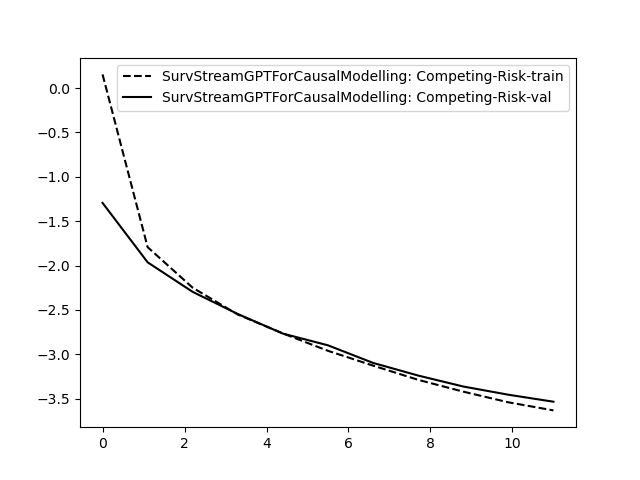 SurvStreamGPTForCausalModelling: Competing-Risk-train
SurvStreamGPTForCausalModelling: Competing-Risk-val
0.0
−0.5
−1.0
−1.5
−2.0
−2.5
−3.0
−3.5
0 2 4 6 8 10